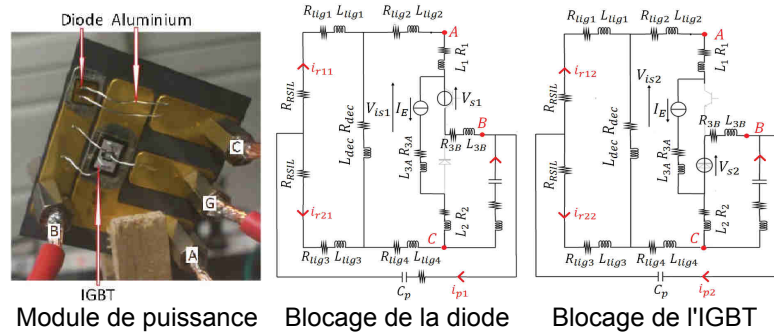 Diode Aluminium
C
G
B
A
IGBT
Module de puissance
R_lig1 L_lig1 R_lig2 L_lig2 A
L_1 R_1
i_r11
R_RSIL
V_is1
I_E
V_s1
B
R_3B L_3B
L_dec R_dec
L_3A R_3A
R_RSIL
i_r21
L_2 R_2
C
R_lig3 L_lig3 R_lig4 L_lig4
C_p
i_p1
Blocage de la diode
R_lig1 L_lig1 R_lig2 L_lig2 A
L_1 R_1
i_r12
R_RSIL
V_is2
I_E
R_3B L_3B
B
L_dec R_dec
L_3A R_3A
V_s2
R_RSIL
i_r22
L_2 R_2
C
R_lig3 L_lig3 R_lig4 L_lig4
C_p
i_p2
Blocage de l'IGBT